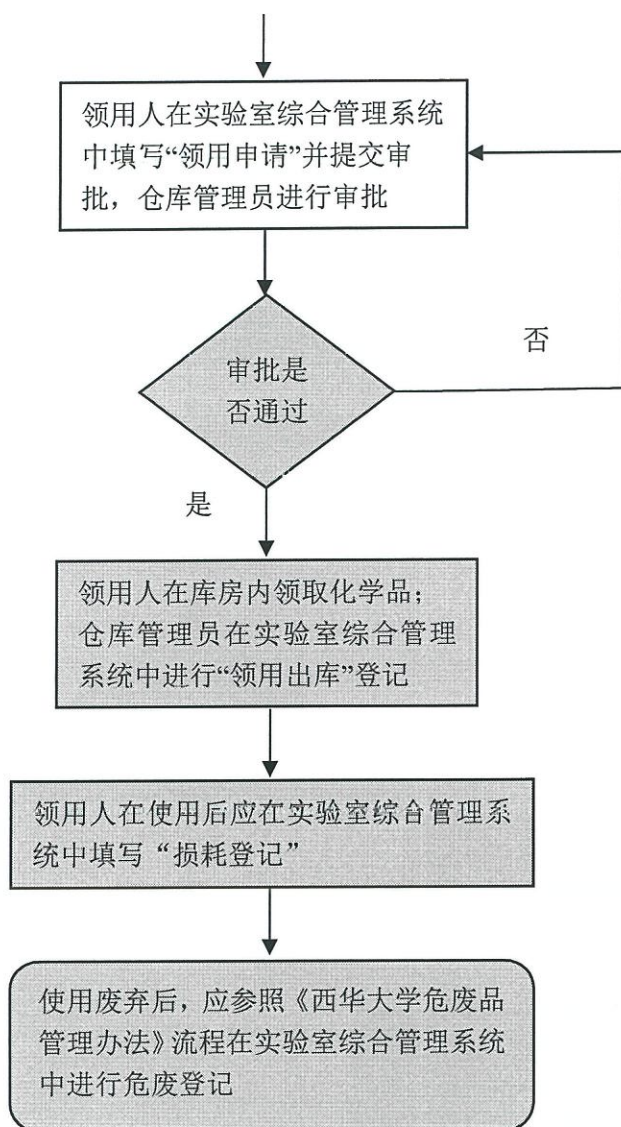 领用人在实验室综合管理系统
中填写“领用申请”并提交审
批，仓库管理员进行审批
审批是
否通过
否
是
领用人在库房内领取化学品；
仓库管理员在实验室综合管理
系统中进行“领用出库”登记
领用人在使用后应在实验室综合管理系
统中填写“损耗登记”
使用废弃后，应参照《西华大学危废品
管理办法》流程在实验室综合管理系统
中进行危废登记